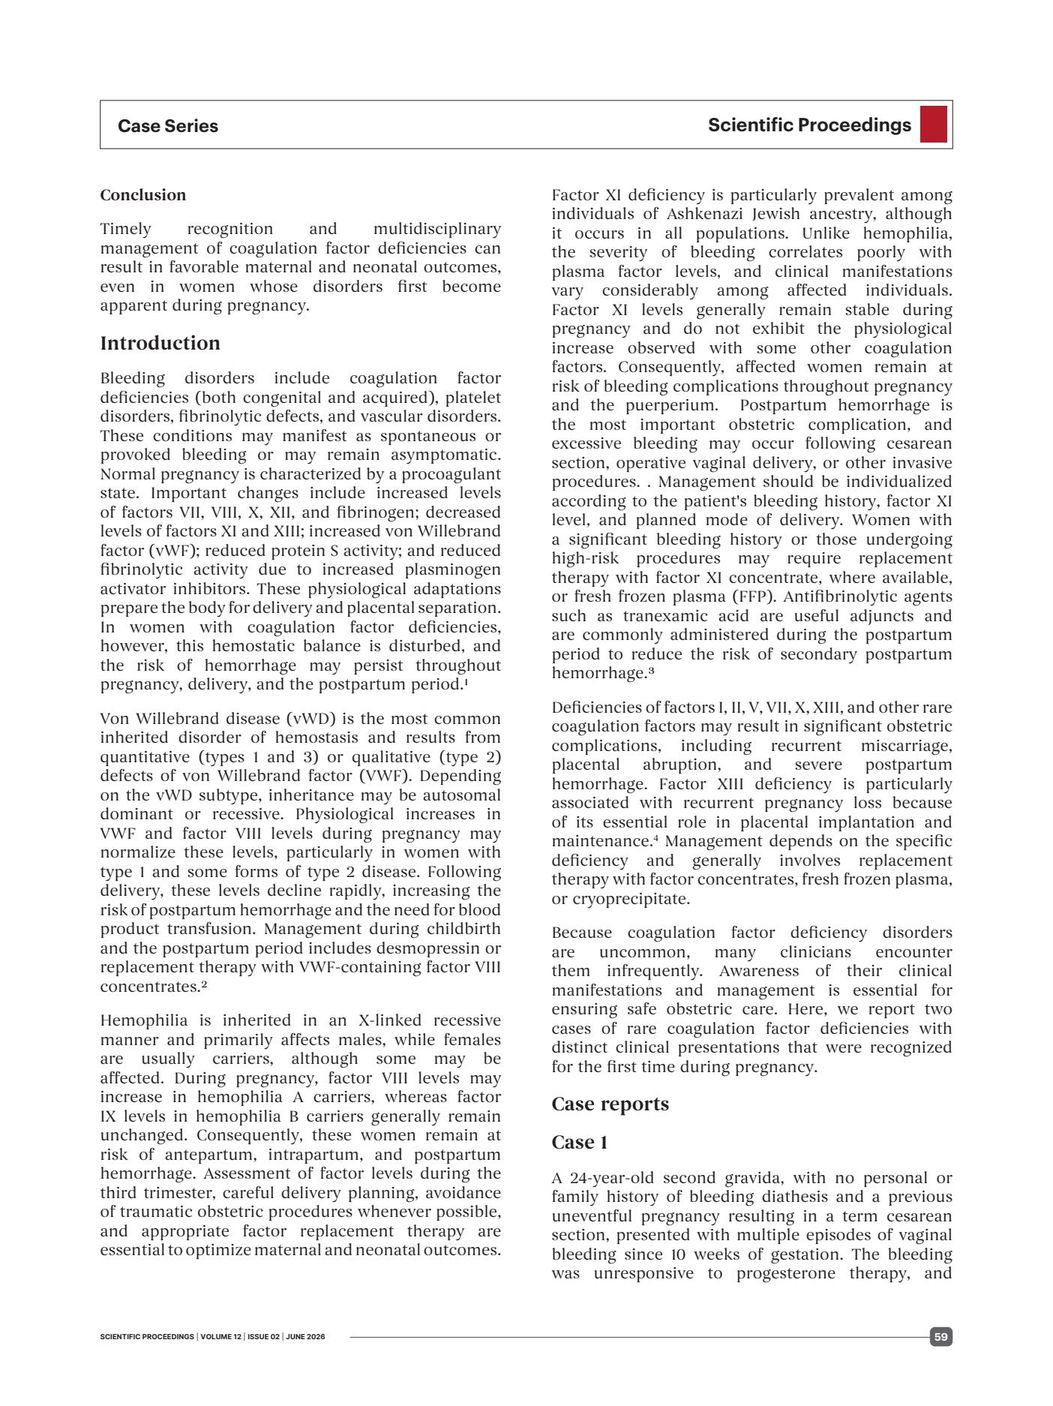 Case Series
Scientific Proceedings
Conclusion
Timely recognition and multidisciplinary
management of coagulation factor deficiencies can
result in favorable maternal and neonatal outcomes,
even in women whose disorders first become
apparent during pregnancy.
Introduction
Bleeding disorders include coagulation factor
deficiencies (both congenital and acquired), platelet
disorders, fibrinolytic defects, and vascular disorders.
These conditions may manifest as spontaneous or
provoked bleeding or may remain asymptomatic.
Normal pregnancy is characterized by a procoagulant
state. Important changes include increased levels
of factors VII, VIII, X, XII, and fibrinogen; decreased
levels of factors XI and XIII; increased von Willebrand
factor (vWF); reduced protein S activity; and reduced
fibrinolytic activity due to increased plasminogen
activator inhibitors. These physiological adaptations
prepare the body for delivery and placental separation.
In women with coagulation factor deficiencies,
however, this hemostatic balance is disturbed, and
the risk of hemorrhage may persist throughout
pregnancy, delivery, and the postpartum period.¹
Von Willebrand disease (vWD) is the most common
inherited disorder of hemostasis and results from
quantitative (types 1 and 3) or qualitative (type 2)
defects of von Willebrand factor (VWF). Depending
on the vWD subtype, inheritance may be autosomal
dominant or recessive. Physiological increases in
VWF and factor VIII levels during pregnancy may
normalize these levels, particularly in women with
type 1 and some forms of type 2 disease. Following
delivery, these levels decline rapidly, increasing the
risk of postpartum hemorrhage and the need for blood
product transfusion. Management during childbirth
and the postpartum period includes desmopressin or
replacement therapy with VWF-containing factor VIII
concentrates.²
Hemophilia is inherited in an X-linked recessive
manner and primarily affects males, while females
are usually carriers, although some may be
affected. During pregnancy, factor VIII levels may
increase in hemophilia A carriers, whereas factor
IX levels in hemophilia B carriers generally remain
unchanged. Consequently, these women remain at
risk of antepartum, intrapartum, and postpartum
hemorrhage. Assessment of factor levels during the
third trimester, careful delivery planning, avoidance
of traumatic obstetric procedures whenever possible,
and appropriate factor replacement therapy are
essential to optimize maternal and neonatal outcomes.
Factor XI deficiency is particularly prevalent among
individuals of Ashkenazi Jewish ancestry, although
it occurs in all populations. Unlike hemophilia,
the severity of bleeding correlates poorly with
plasma factor levels, and clinical manifestations
vary considerably among affected individuals.
Factor XI levels generally remain stable during
pregnancy and do not exhibit the physiological
increase observed with some other coagulation
factors. Consequently, affected women remain at
risk of bleeding complications throughout pregnancy
and the puerperium. Postpartum hemorrhage is
the most important obstetric complication, and
excessive bleeding may occur following cesarean
section, operative vaginal delivery, or other invasive
procedures. . Management should be individualized
according to the patient's bleeding history, factor XI
level, and planned mode of delivery. Women with
a significant bleeding history or those undergoing
high-risk procedures may require replacement
therapy with factor XI concentrate, where available,
or fresh frozen plasma (FFP). Antifibrinolytic agents
such as tranexamic acid are useful adjuncts and
are commonly administered during the postpartum
period to reduce the risk of secondary postpartum
hemorrhage.³
Deficiencies of factors I, II, V, VII, X, XIII, and other rare
coagulation factors may result in significant obstetric
complications, including recurrent miscarriage,
placental abruption, and severe postpartum
hemorrhage. Factor XIII deficiency is particularly
associated with recurrent pregnancy loss because
of its essential role in placental implantation and
maintenance.⁴ Management depends on the specific
deficiency and generally involves replacement
therapy with factor concentrates, fresh frozen plasma,
or cryoprecipitate.
Because coagulation factor deficiency disorders
are uncommon, many clinicians encounter
them infrequently. Awareness of their clinical
manifestations and management is essential for
ensuring safe obstetric care. Here, we report two
cases of rare coagulation factor deficiencies with
distinct clinical presentations that were recognized
for the first time during pregnancy.
Case reports
Case 1
A 24-year-old second gravida, with no personal or
family history of bleeding diathesis and a previous
uneventful pregnancy resulting in a term cesarean
section, presented with multiple episodes of vaginal
bleeding since 10 weeks of gestation. The bleeding
was unresponsive to progesterone therapy, and
SCIENTIFIC PROCEEDINGS | VOLUME 12 | ISSUE 02 | JUNE 2026
59